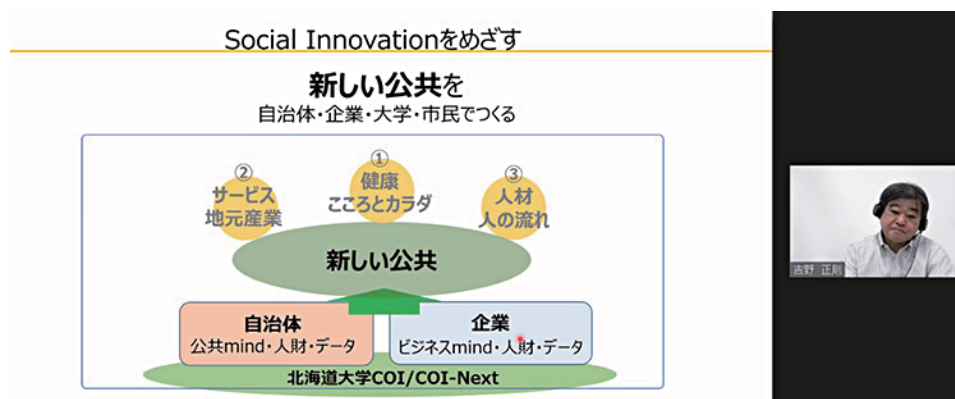 Social Innovationをめざす
新しい公共を
自治体・企業・大学・市民でつくる
①
健康
こころとカラダ
②
サービス
地元産業
③
人材
人の流れ
新しい公共
自治体
公共mind・人財・データ
企業
ビジネスmind・人財・データ
北海道大学COI/COI-Next
吉野 正則